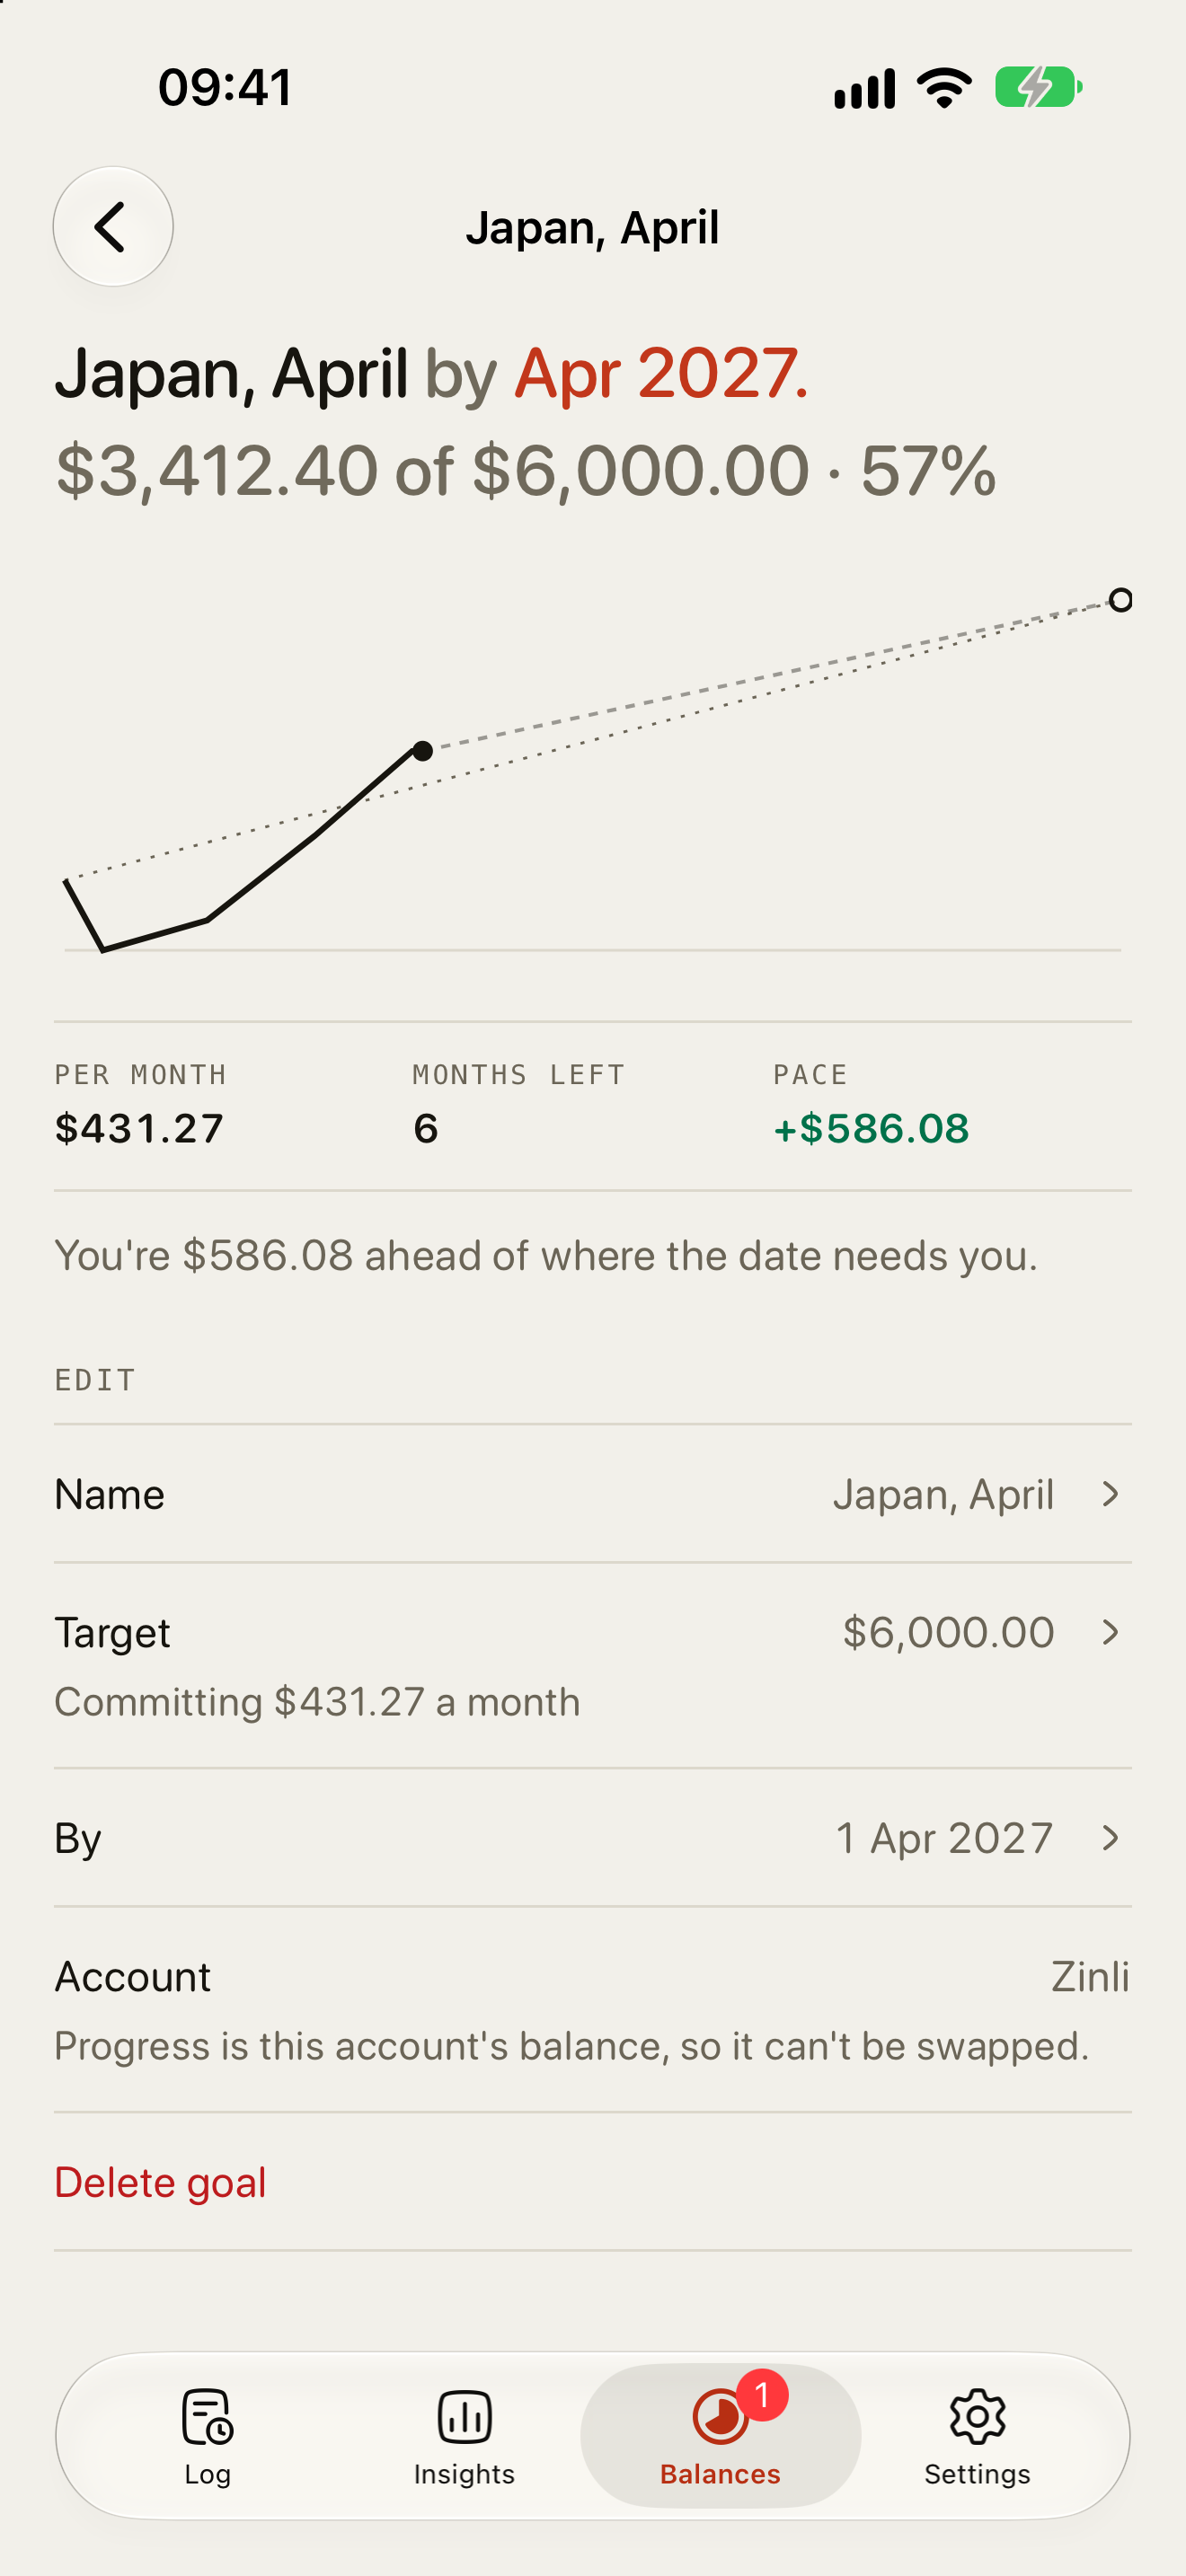 09:41
Japan, April
Japan, April by Apr 2027.
$3,412.40 of $6,000.00 · 57%
PER MONTH MONTHS LEFT PACE
$431.27 6 +$586.08
You're $586.08 ahead of where the date needs you.
EDIT
Name Japan, April
Target $6,000.00
Committing $431.27 a month
By 1 Apr 2027
Account Zinli
Progress is this account's balance, so it can't be swapped.
Delete goal
1
Log Insights Balances Settings